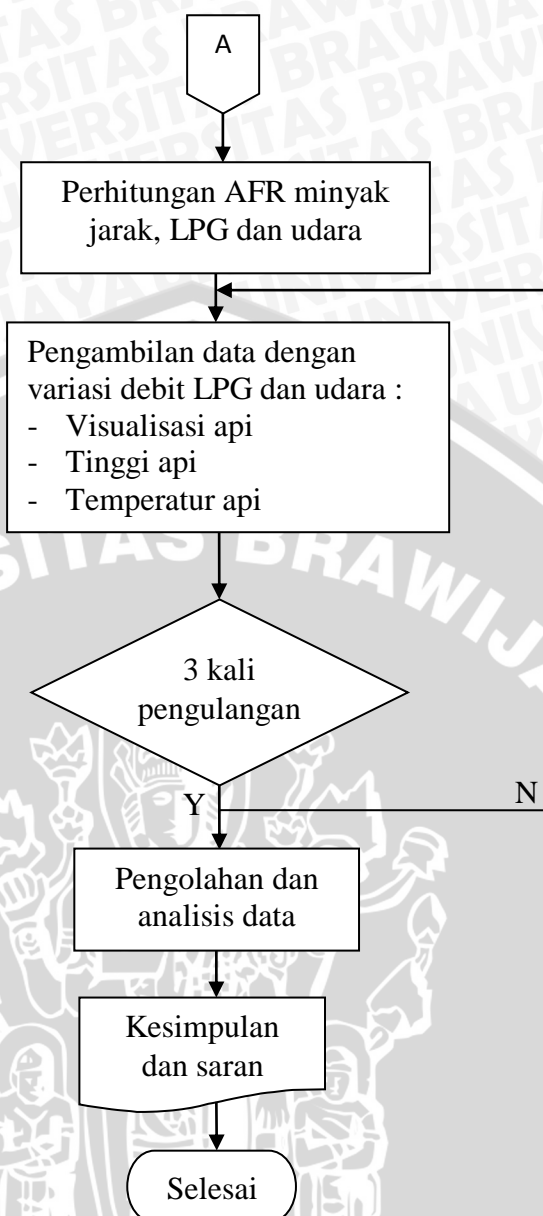 A
Perhitungan AFR minyak
jarak, LPG dan udara
Pengambilan data dengan
variasi debit LPG dan udara :
- Visualisasi api
- Tinggi api
- Temperatur api
3 kali
pengulangan
Y
N
Pengolahan dan
analisis data
Kesimpulan
dan saran
Selesai